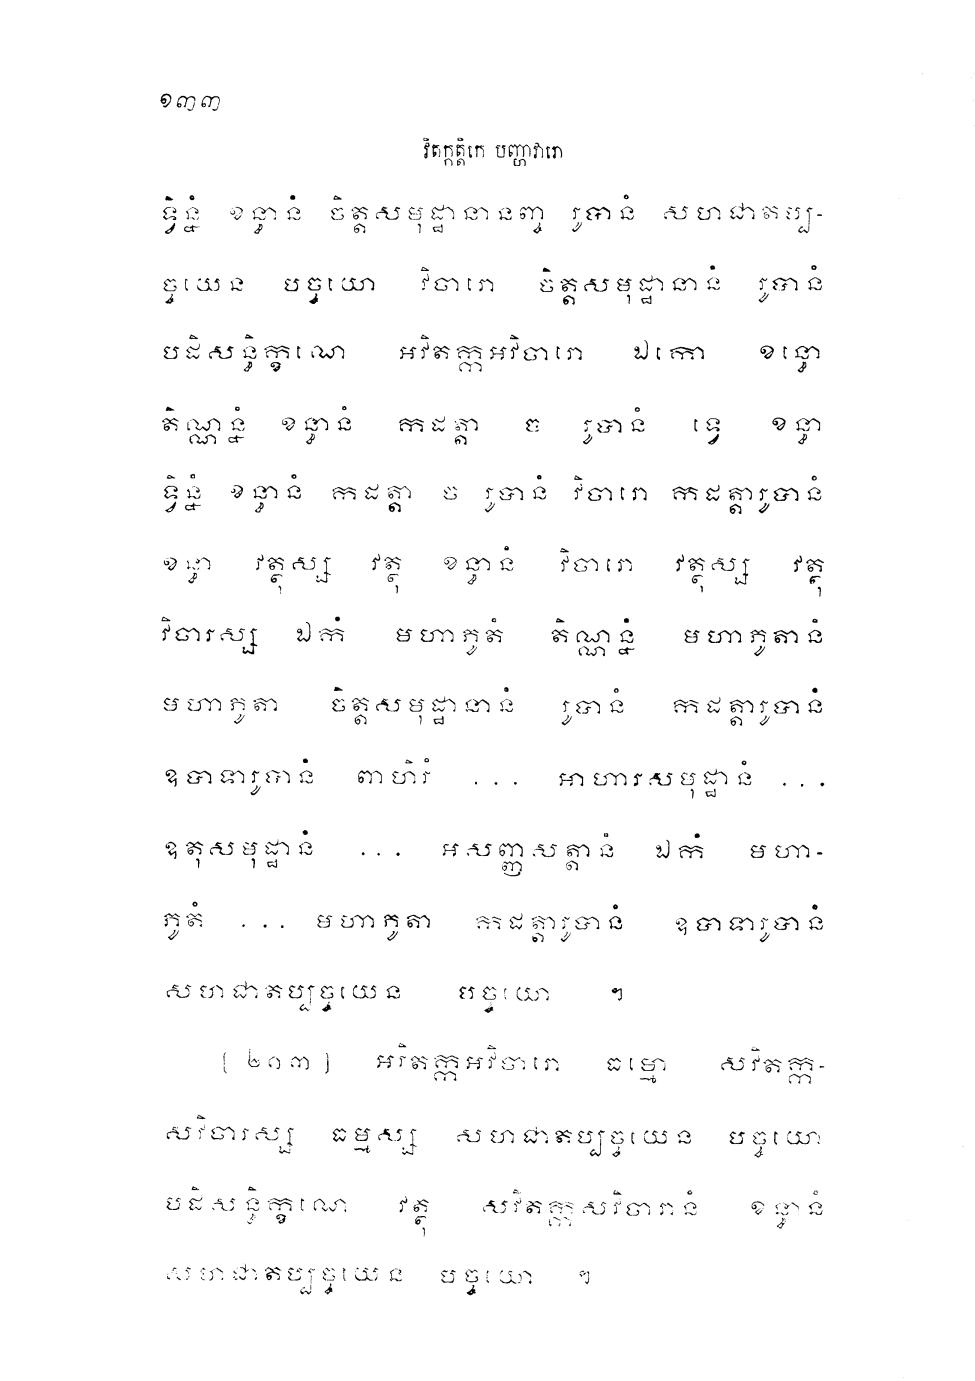 ១៣៣
វិតក្កត្តិកេ បញ្ហាវារោ
ទ្វិន្នំ ខន្ធានំ ចិត្តសមុដ្ឋានានញ្ច រូបានំ សហជាតប្ប-
ច្ចយេន បច្ចយោ វិចារោ ចិត្តសមុដ្ឋានានំ រូបានំ
បដិសន្ធិក្ខណេ អវិតក្កអវិចារោ ឯកោ ខន្ធោ
តិណ្ណន្នំ ខន្ធានំ កដត្តា ច រូបានំ ទ្វេ ខន្ធា
ទ្វិន្នំ ខន្ធានំ កដត្តា ច រូបានំ វិចារោ កដត្តារូបានំ
ខន្ធា វត្ថុស្ស វត្ថុ ខន្ធានំ វិចារោ វត្ថុស្ស វត្ថុ
វិចារស្ស ឯកំ មហាភូតំ តិណ្ណន្នំ មហាភូតានំ
មហាភូតា ចិត្តសមុដ្ឋានានំ រូបានំ កដត្តារូបានំ
ឧបាទារូបានំ ពាហិរំ ... អាហារសមុដ្ឋានំ ...
ឧតុសមុដ្ឋានំ ... អសញ្ញសត្តានំ ឯកំ មហា-
ភូតំ ... មហាភូតា កដត្តារូបានំ ឧបាទារូបានំ
សហជាតប្បច្ចយេន បច្ចយោ ។
[២០៣] អវិតក្កអវិចារោ ធម្មោ សវិតក្ក-
សវិចារស្ស ធម្មស្ស សហជាតប្បច្ចយេន បច្ចយោ
បដិសន្ធិក្ខណេ វត្ថុ សវិតក្កសវិចារានំ ខន្ធានំ
សហជាតប្បច្ចយេន បច្ចយោ ។